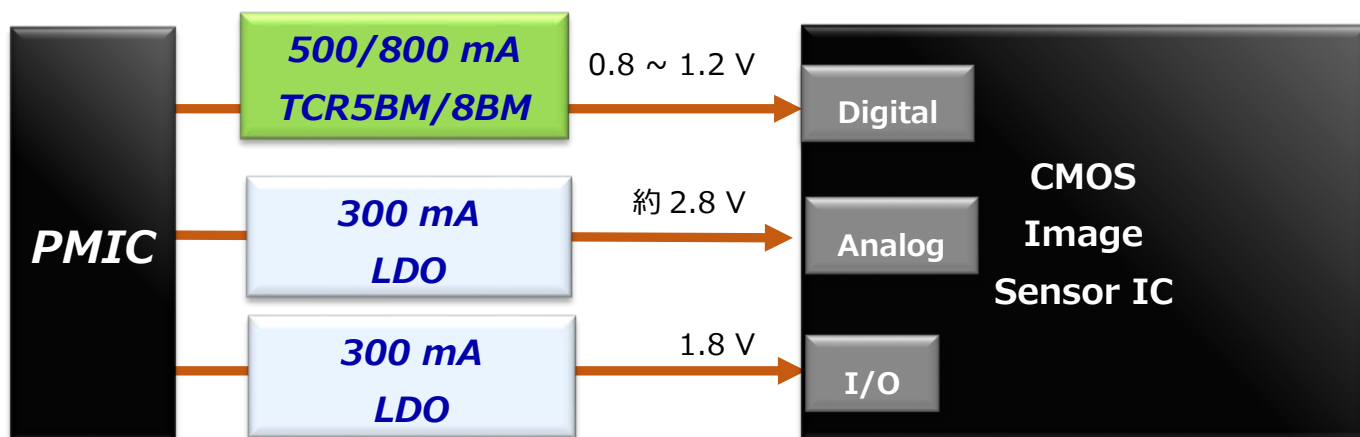 PMIC
500/800 mA
TCR5BM/8BM
0.8 ~ 1.2 V
Digital
300 mA
LDO
約 2.8 V
Analog
300 mA
LDO
1.8 V
I/O
CMOS
Image
Sensor IC